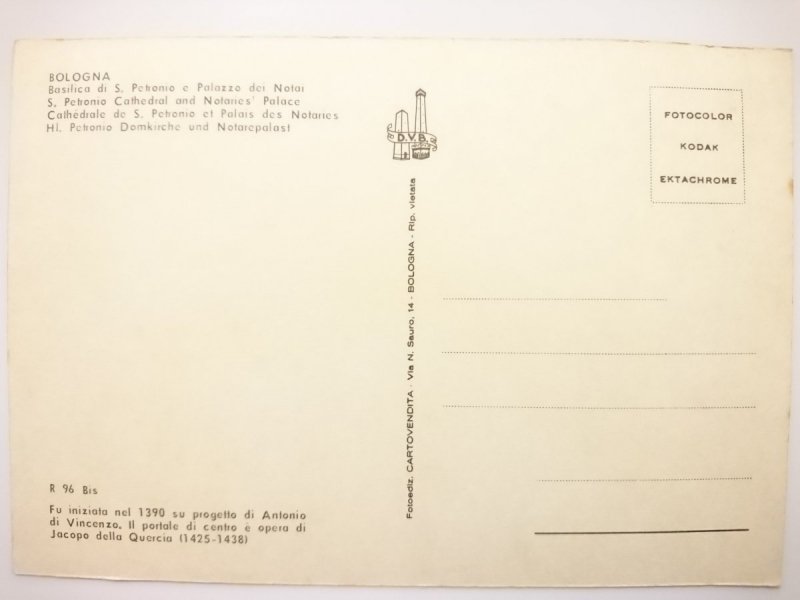 BOLOGNA
Basilica di S. Petronio e Palazzo dei Notai
S. Petronio Cathedral and Notaries' Palace
Cathédrale de S. Petronio et Palais des Notaries
Hl. Petronio Domkirche und Notarepalast
R 96 Bis
Fu iniziata nel 1390 su progetto di Antonio
di Vincenzo. Il portale di centro è opera di
Jacopo della Quercia (1425-1438)
D.V.B.
Fotoediz. CARTOVENDITA - Via N. Sauro, 14 - BOLOGNA - Rip. vietata
FOTOCOLOR
KODAK
EKTACHROME